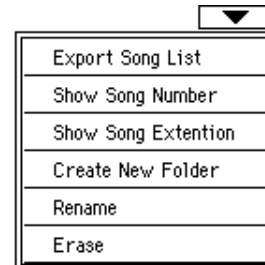 Export Song List
Show Song Number
Show Song Extention
Create New Folder
Rename
Erase